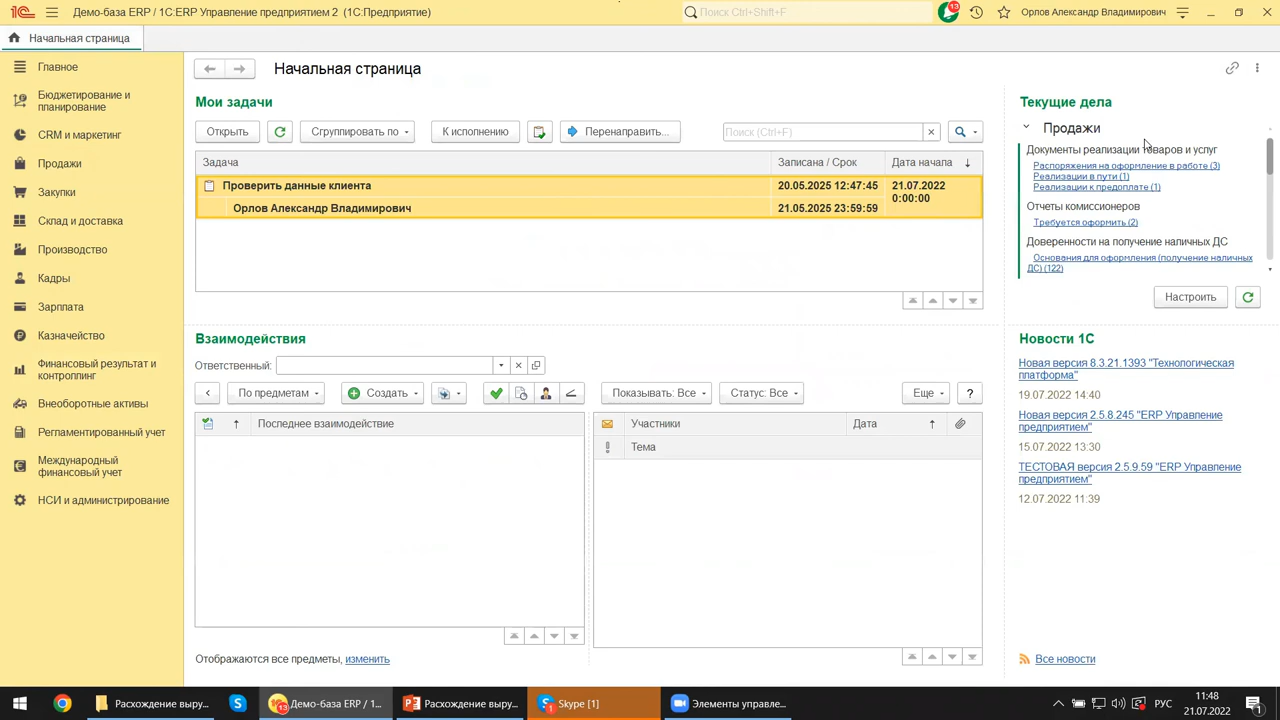 Демо-база ERP / 1С:ERP Управление предприятием 2 (1С:Предприятие)
Поиск Ctrl+Shift+F
13
Орлов Александр Владимирович
Начальная страница
Главное
Бюджетирование и
планирование
CRM и маркетинг
Продажи
Закупки
Склад и доставка
Производство
Кадры
Зарплата
Казначейство
Финансовый результат и
контроллинг
Внеоборотные активы
Регламентированный учет
Международный
финансовый учет
НСИ и администрирование
Начальная страница
Мои задачи
Открыть
Сгруппировать по
К исполнению
Перенаправить...
Поиск (Ctrl+F)
Задача
Записана / Срок
Дата начала
Проверить данные клиента
20.05.2025 12:47:45
21.07.2022
0:00:00
Орлов Александр Владимирович
21.05.2025 23:59:59
Взаимодействия
Ответственный:
По предметам
Создать
Показывать: Все
Статус: Все
Еще
?
Последнее взаимодействие
Участники
Дата
Тема
Отображаются все предметы, изменить
Текущие дела
Продажи
Документы реализации товаров и услуг
Распоряжения на оформление в работе (3)
Реализации в пути (1)
Реализации к предоплате (1)
Отчеты комиссионеров
Требуется оформить (2)
Доверенности на получение наличных ДС
Основания для оформления (получение наличных
ДС) (122)
Настроить
Новости 1С
Новая версия 8.3.21.1393 "Технологическая
платформа"
19.07.2022 14:40
Новая версия 2.5.8.245 "ERP Управление
предприятием"
15.07.2022 13:30
ТЕСТОВАЯ версия 2.5.9.59 "ERP Управление
предприятием"
12.07.2022 11:39
Все новости
Расхождение выру...
13
Демо-база ERP / 1...
Расхождение выру...
1
Skype [1]
Элементы управле...
РУС
11:48
21.07.2022
1